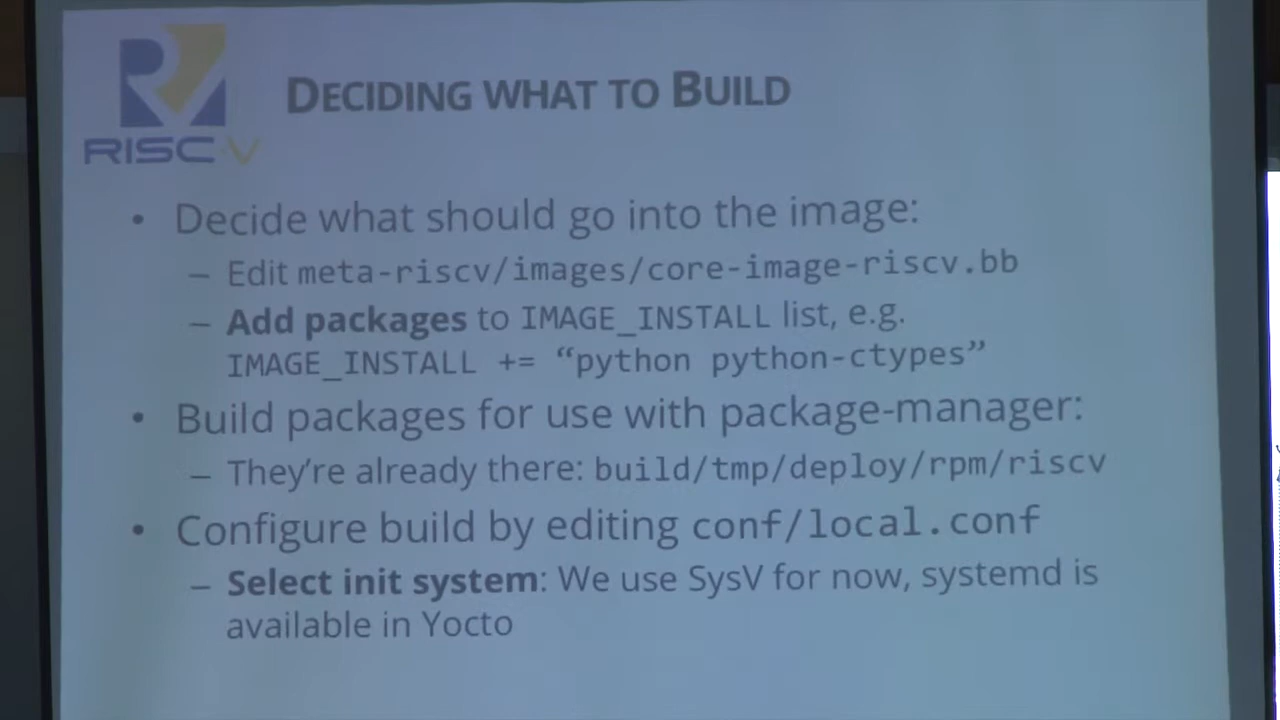 RISC-V
DECIDING WHAT TO BUILD
• Decide what should go into the image:
– Edit meta-riscv/images/core-image-riscv.bb
– Add packages to IMAGE_INSTALL list, e.g.
IMAGE_INSTALL += “python python-ctypes”
• Build packages for use with package-manager:
– They’re already there: build/tmp/deploy/rpm/riscv
• Configure build by editing conf/local.conf
– Select init system: We use SysV for now, systemd is
available in Yocto